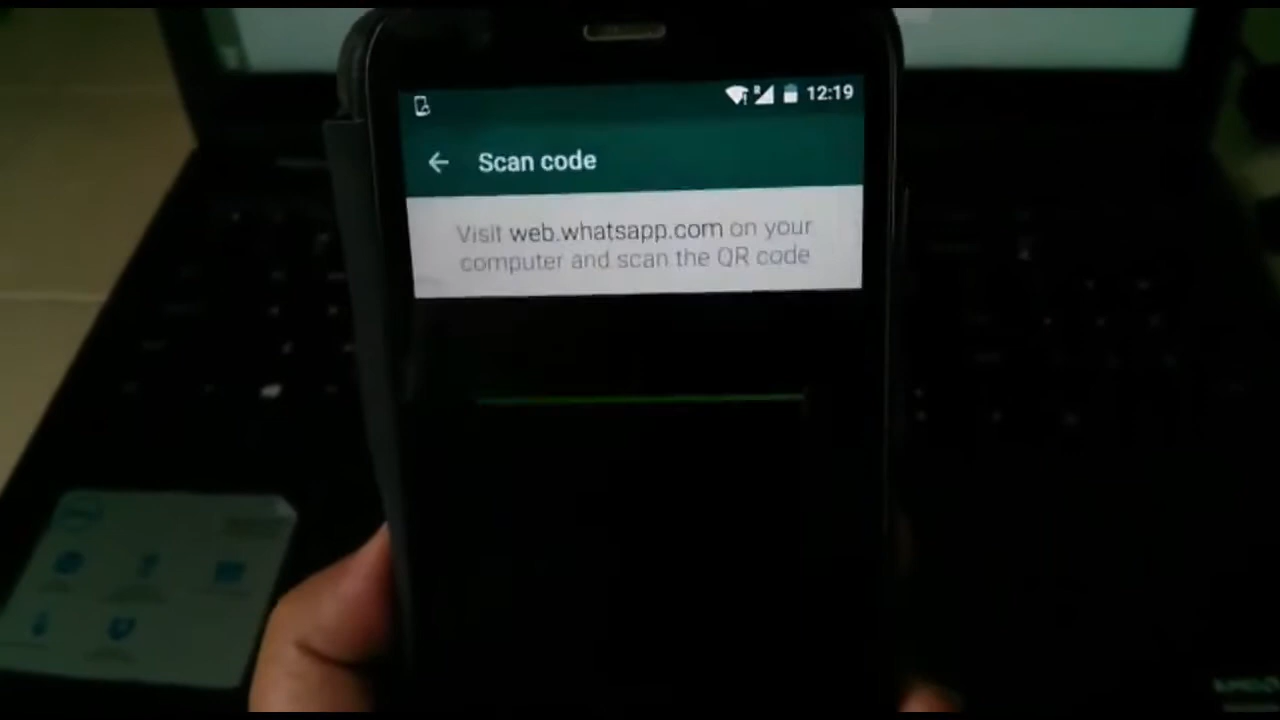 12:19
Scan code
Visit web.whatsapp.com on your
computer and scan the QR code